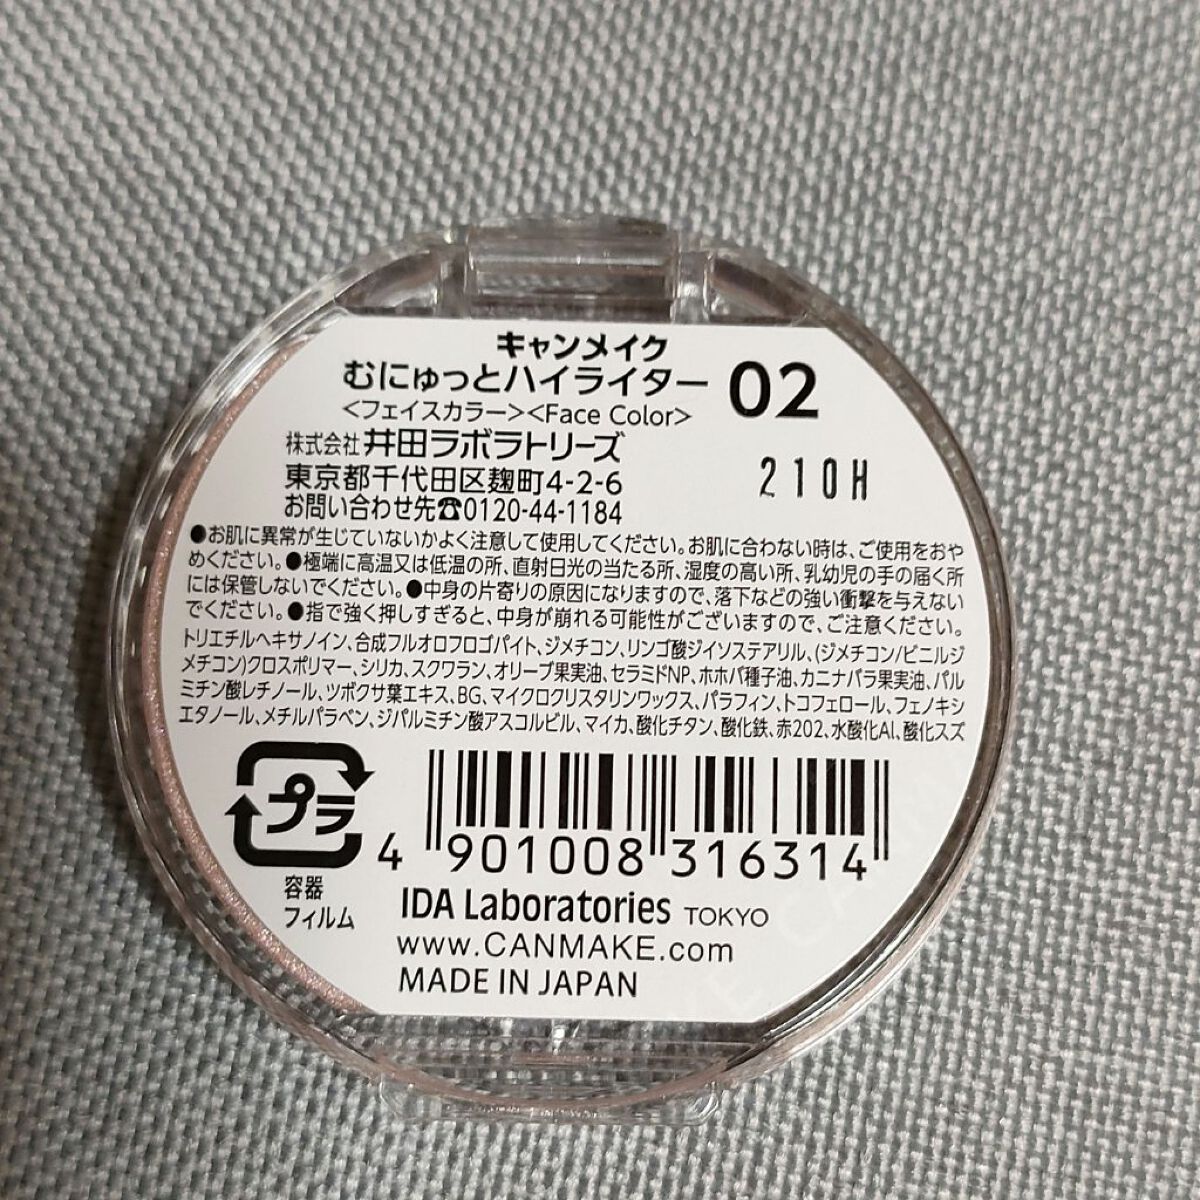 キャンメイク
むにゅっとハイライター 02
<フェイスカラー><Face Color>
株式会社 井田ラボラトリーズ
東京都千代田区麹町4-2-6
210H
お問い合わせ先☎0120-44-1184
●お肌に異常が生じていないかよく注意して使用してください。お肌に合わない時は、ご使用をおや
めください。●極端に高温又は低温の所、直射日光の当たる所、湿度の高い所、乳幼児の手の届く所
には保管しないでください。●中身の片寄りの原因になりますので、落下などの強い衝撃を与えない
でください。●指で強く押しすぎると、中身が崩れる可能性がございますので、ご注意ください。
トリエチルヘキサノイン、合成フルオロフロゴパイト、ジメチコン、リンゴ酸ジイソステアリル、(ジメチコン/ビニルジ
メチコン)クロスポリマー、シリカ、スクワラン、オリーブ果実油、セラミドNP、ホホバ種子油、カニナバラ果実油、パル
ミチン酸レチノール、ツボクサ葉エキス、BG、マイクロクリスタリンワックス、パラフィン、トコフェロール、フェノキシ
エタノール、メチルパラベン、ジパルミチン酸アスコルビル、マイカ、酸化チタン、酸化鉄、赤202、水酸化Al、酸化スズ
プラ
容器
フィルム
4 901008 316314
IDA Laboratories TOKYO
www.CANMAKE.com
MADE IN JAPAN